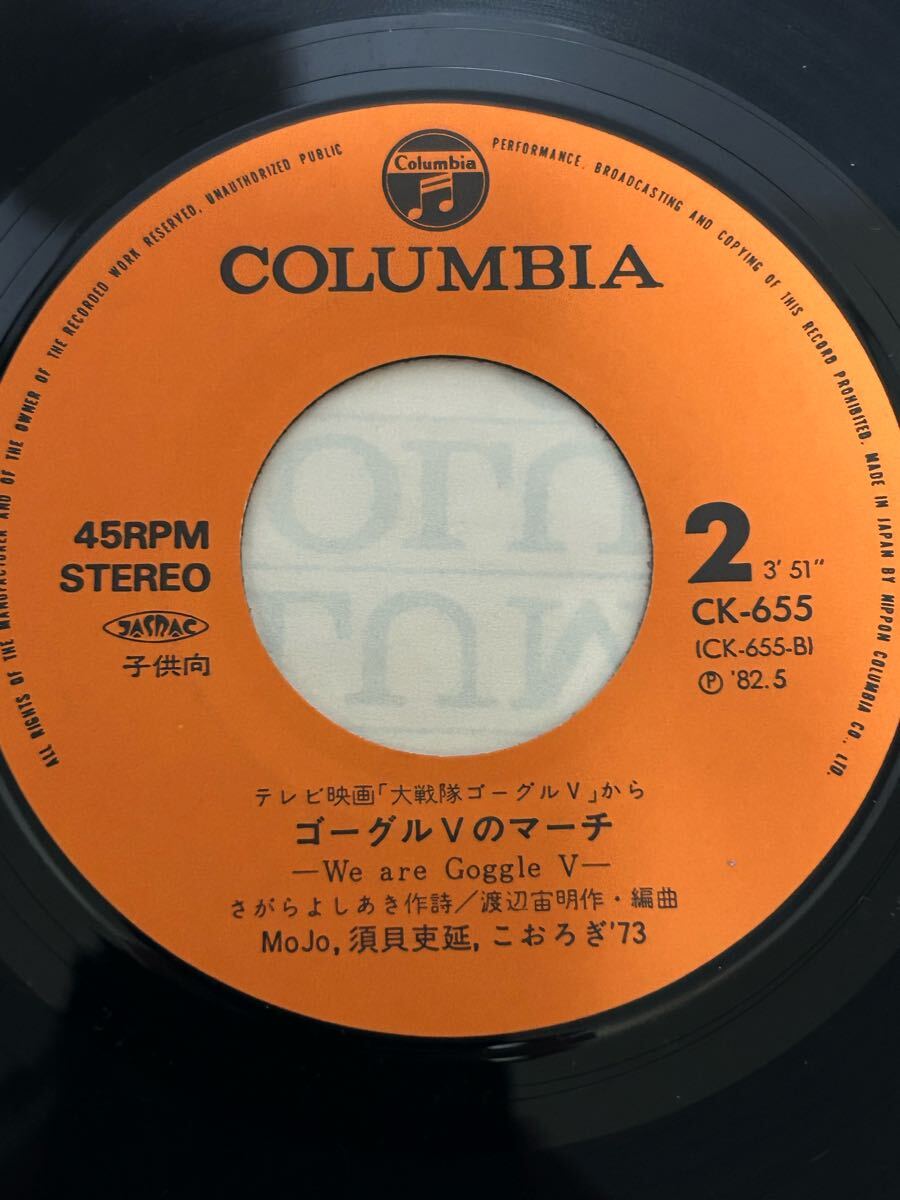 ALL RIGHTS OF THE MANUFACTURER AND OF THE OWNER OF THE RECORDED WORK RESERVED. UNAUTHORIZED PUBLIC PERFORMANCE. BROADCASTING AND COPYING OF THIS RECORD PROHIBITED. MADE IN JAPAN BY NIPPON COLUMBIA CO., LTD.
Columbia
COLUMBIA
45RPM
STEREO
JASRAC
子供向
2 3'51"
CK-655
(CK-655-B)
Ⓟ '82.5
テレビ映画「大戦隊ゴーグルV」から
ゴーグルVのマーチ
—We are Goggle V—
さがらよしあき作詩／渡辺宙明作・編曲
MoJo, 須貝吏延, こおろぎ'73